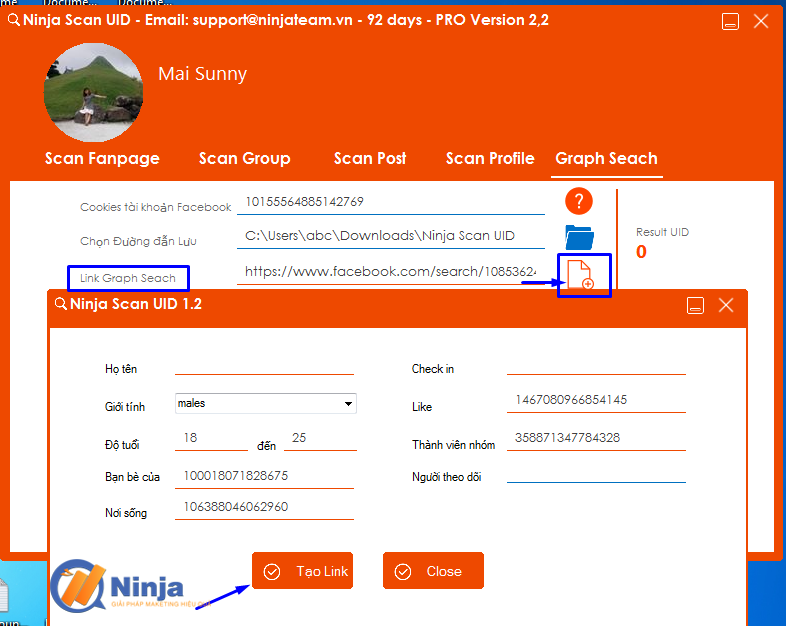 me
Docume...
Docume...
Ninja Scan UID - Email: support@ninjateam.vn - 92 days - PRO Version 2,2
Mai Sunny
Scan Fanpage
Scan Group
Scan Post
Scan Profile
Graph Seach
Cookies tài khoản Facebook
10155564885142769
?
Chọn Đường dẫn Lưu
C:\Users\abc\Downloads\Ninja Scan UID
Result UID
0
Link Graph Seach
https://www.facebook.com/search/1085362
Ninja Scan UID 1.2
Họ tên
Check in
Giới tính
males
Like
1467080966854145
Độ tuổi
18
đến
25
Thành viên nhóm
358871347784328
Bạn bè của
100018071828675
Người theo dõi
Nơi sống
106388046062960
Tạo Link
Close
Ninja
GIẢI PHÁP MAKETING HIỆU QUẢ